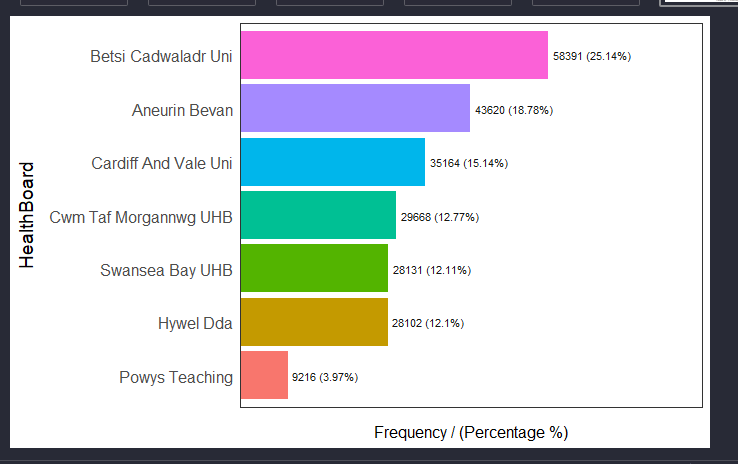 HealthBoard
Betsi Cadwaladr Uni 58391 (25.14%)
Aneurin Bevan 43620 (18.78%)
Cardiff And Vale Uni 35164 (15.14%)
Cwm Taf Morgannwg UHB 29668 (12.77%)
Swansea Bay UHB 28131 (12.11%)
Hywel Dda 28102 (12.1%)
Powys Teaching 9216 (3.97%)
Frequency / (Percentage %)